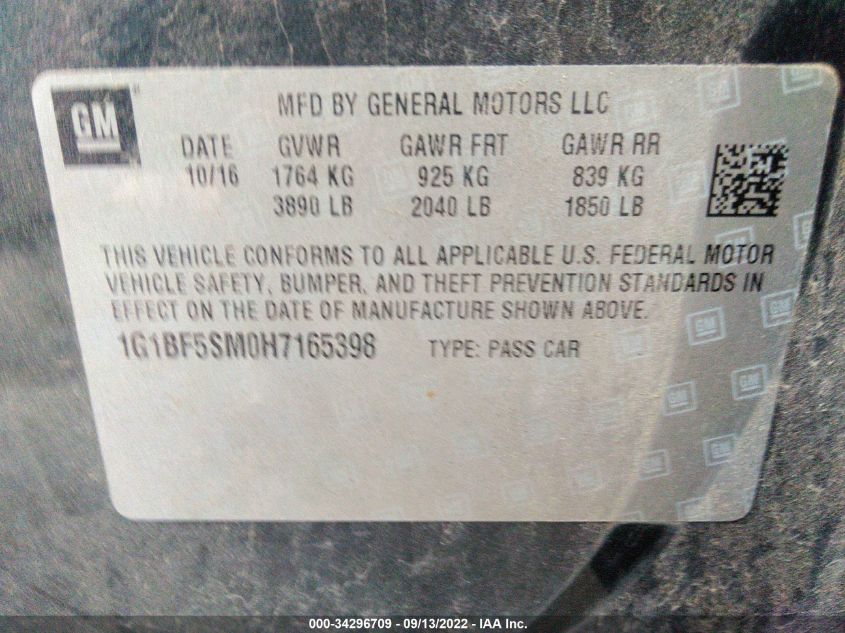 GM
MFD BY GENERAL MOTORS LLC
DATE GVWR GAWR FRT GAWR RR
10/16 1764 KG 925 KG 839 KG
3890 LB 2040 LB 1850 LB
THIS VEHICLE CONFORMS TO ALL APPLICABLE U.S. FEDERAL MOTOR
VEHICLE SAFETY, BUMPER, AND THEFT PREVENTION STANDARDS IN
EFFECT ON THE DATE OF MANUFACTURE SHOWN ABOVE.
1G1BF5SM0H7165398 TYPE: PASS CAR
000-34296709 - 09/13/2022 - IAA Inc.